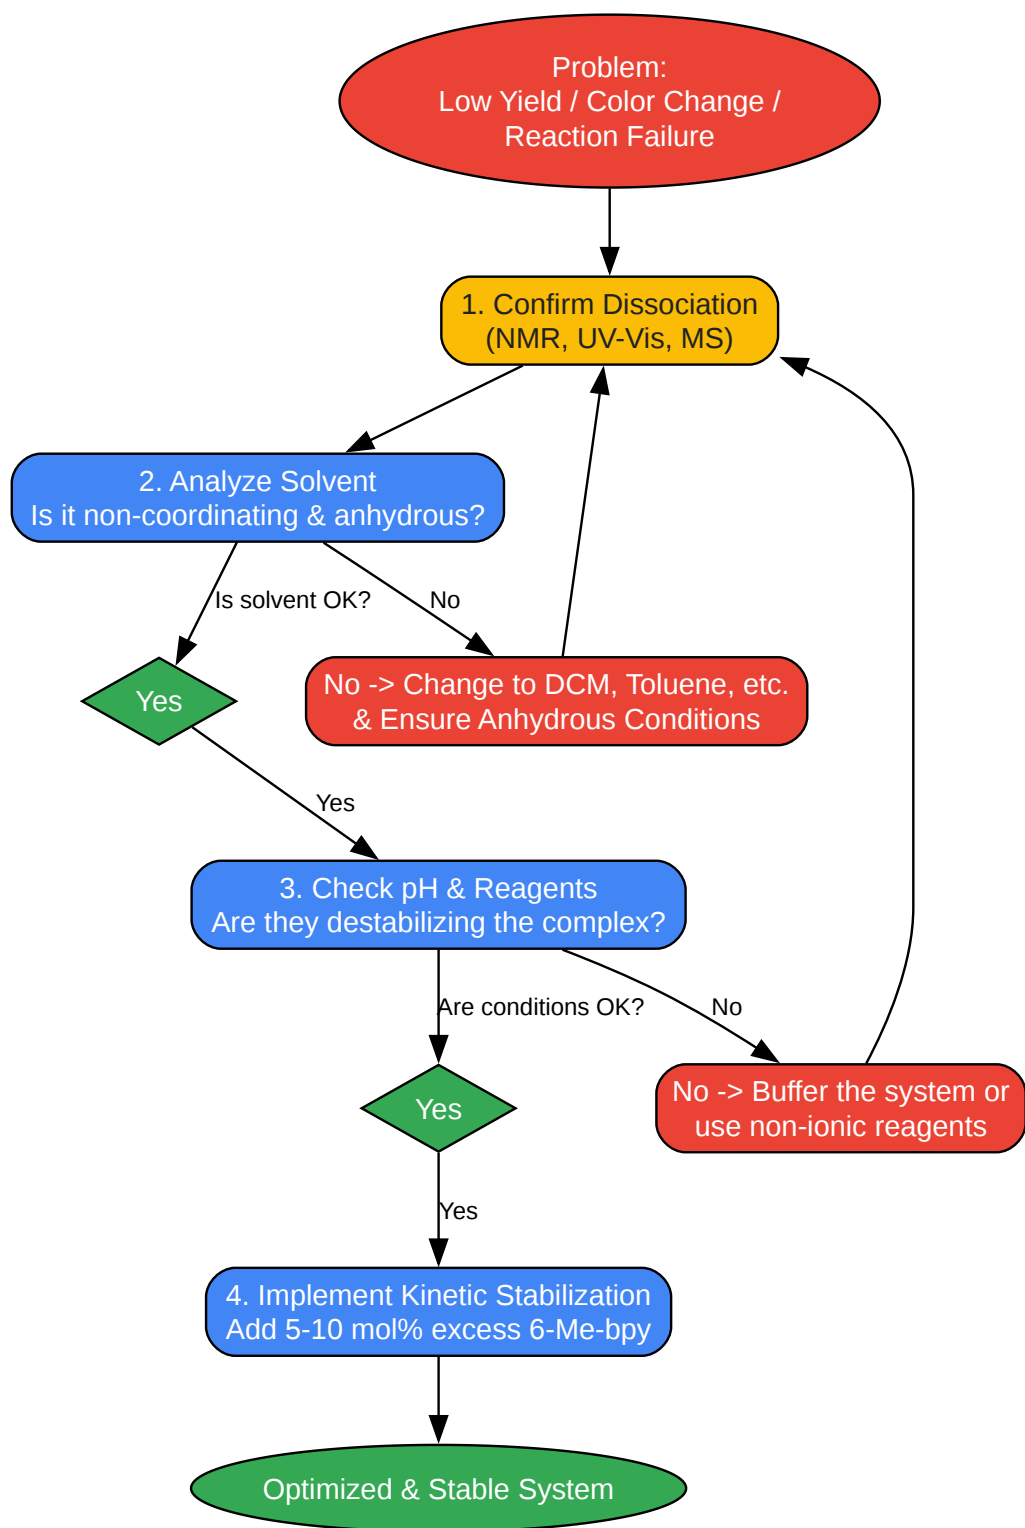 Problem:
Low Yield / Color Change /
Reaction Failure
1. Confirm Dissociation
(NMR, UV-Vis, MS)
2. Analyze Solvent
Is it non-coordinating & anhydrous?
Is solvent OK?
No
Yes
No -> Change to DCM, Toluene, etc.
& Ensure Anhydrous Conditions
Yes
3. Check pH & Reagents
Are they destabilizing the complex?
Are conditions OK?
No
Yes
No -> Buffer the system or
use non-ionic reagents
Yes
4. Implement Kinetic Stabilization
Add 5-10 mol% excess 6-Me-bpy
Optimized & Stable System